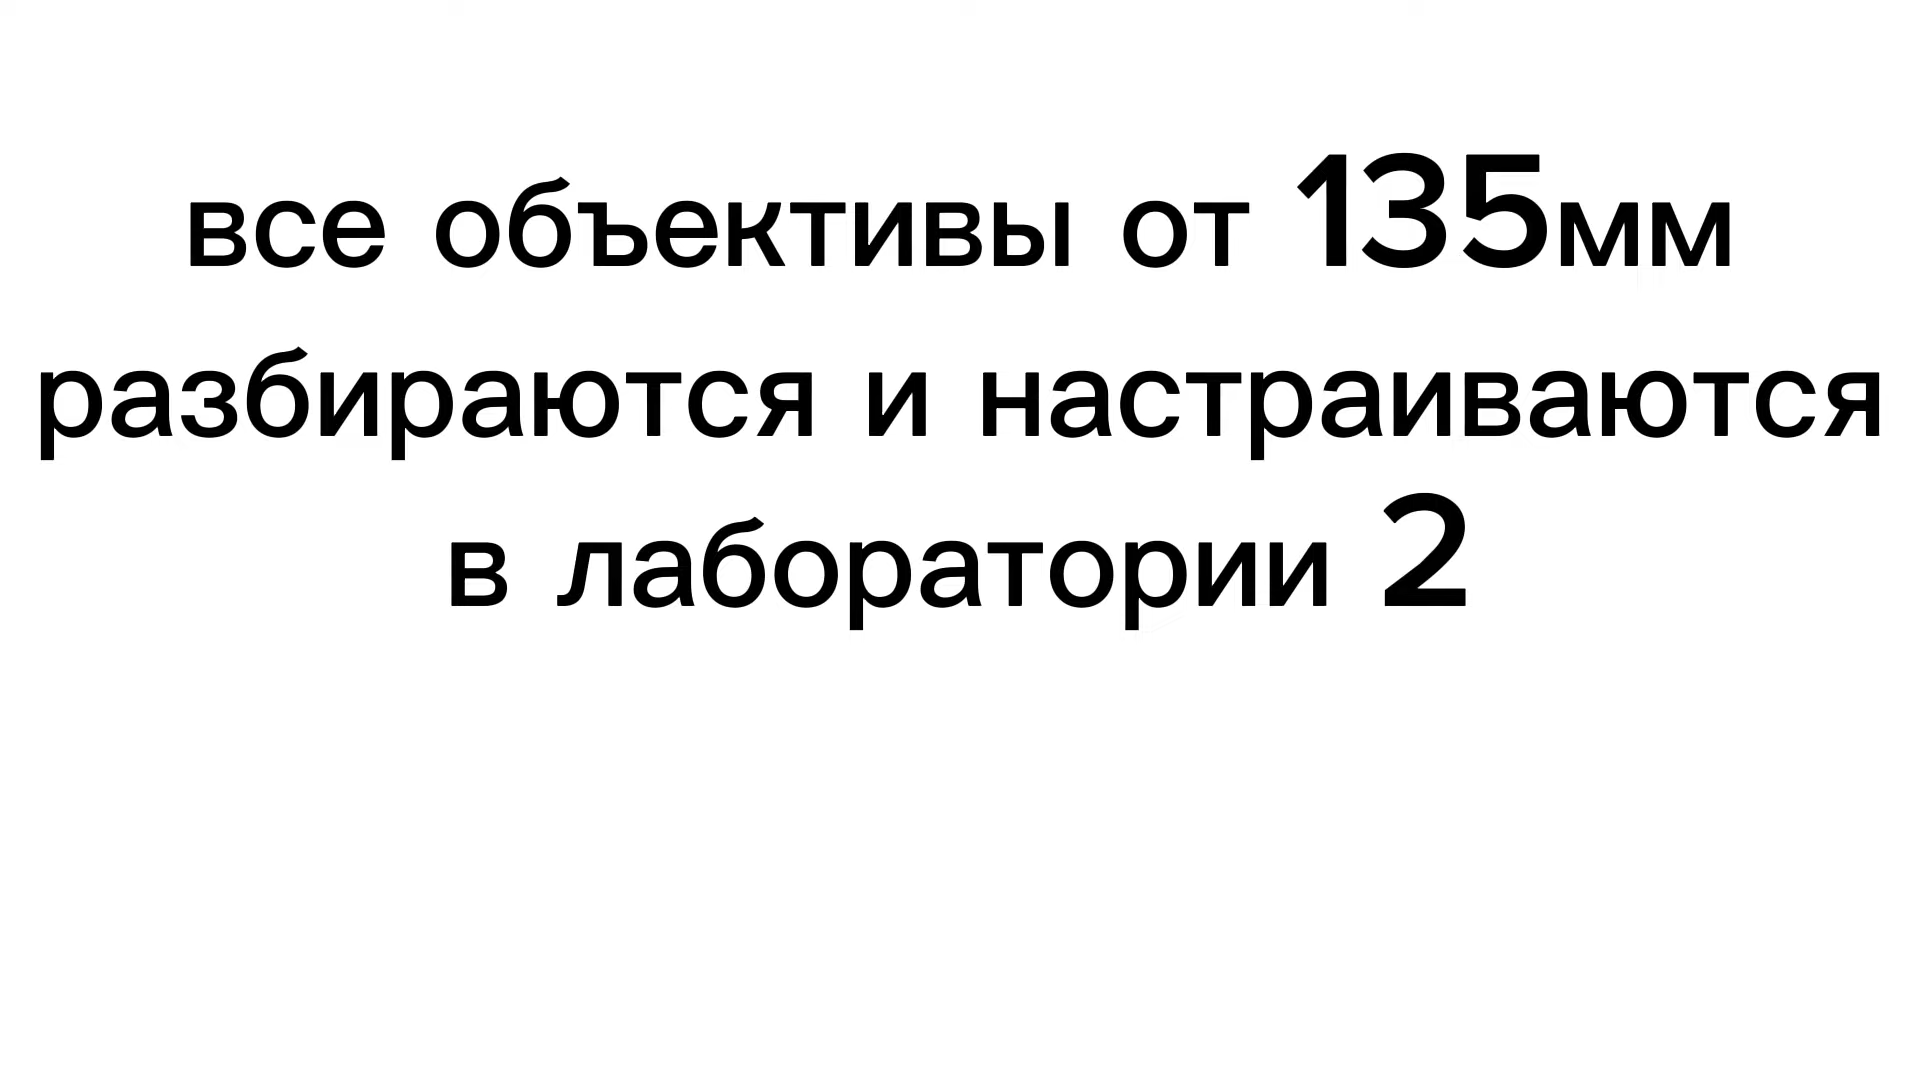 все объективы от 135мм
разбираются и настраиваются
в лаборатории 2